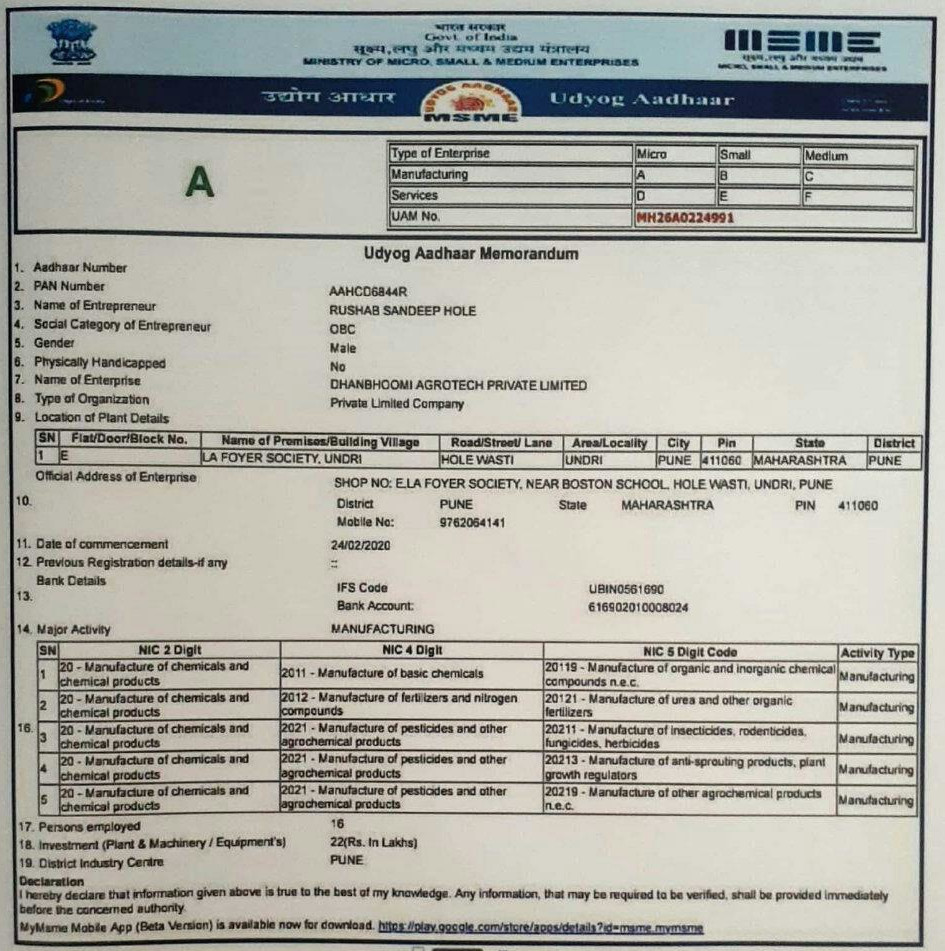 भारत सरकार
Govt. of India
सूक्ष्म,लघु और मध्यम उद्यम मंत्रालय
MINISTRY OF MICRO, SMALL & MEDIUM ENTERPRISES
MSME
सूक्ष्म,लघु और मध्यम उद्यम
MICRO, SMALL & MEDIUM ENTERPRISES
उद्योग आधार UDYOG AADHAAR Udyog Aadhaar
MSME
A
Type of Enterprise Micro Small Medium
Manufacturing A B C
Services D E F
UAM No. MH26A0224991
Udyog Aadhaar Memorandum
1. Aadhaar Number
2. PAN Number AAHCD6844R
3. Name of Entrepreneur RUSHAB SANDEEP HOLE
4. Social Category of Entrepreneur OBC
5. Gender Male
6. Physically Handicapped No
7. Name of Enterprise DHANBHOOMI AGROTECH PRIVATE LIMITED
8. Type of Organization Private Limited Company
9. Location of Plant Details
SN Flat/Door/Block No. Name of Premises/Building Village Road/Street/ Lane Area/Locality City Pin State District
1 E LA FOYER SOCIETY, UNDRI HOLE WASTI UNDRI PUNE 411060 MAHARASHTRA PUNE
Official Address of Enterprise SHOP NO: E,LA FOYER SOCIETY, NEAR BOSTON SCHOOL, HOLE WASTI, UNDRI, PUNE
10. District PUNE State MAHARASHTRA PIN 411060
Mobile No: 9762064141
11. Date of commencement 24/02/2020
12. Previous Registration details-if any ::
Bank Details IFS Code UBIN0561690
13. Bank Account: 616902010008024
14. Major Activity MANUFACTURING
SN NIC 2 Digit NIC 4 Digit NIC 5 Digit Code Activity Type
1 20 - Manufacture of chemicals and chemical products 2011 - Manufacture of basic chemicals 20119 - Manufacture of organic and inorganic chemical compounds n.e.c. Manufacturing
2 20 - Manufacture of chemicals and chemical products 2012 - Manufacture of fertilizers and nitrogen compounds 20121 - Manufacture of urea and other organic fertilizers Manufacturing
16. 3 20 - Manufacture of chemicals and chemical products 2021 - Manufacture of pesticides and other agrochemical products 20211 - Manufacture of insecticides, rodenticides, fungicides, herbicides Manufacturing
4 20 - Manufacture of chemicals and chemical products 2021 - Manufacture of pesticides and other agrochemical products 20213 - Manufacture of anti-sprouting products, plant growth regulators Manufacturing
5 20 - Manufacture of chemicals and chemical products 2021 - Manufacture of pesticides and other agrochemical products 20219 - Manufacture of other agrochemical products n.e.c. Manufacturing
17. Persons employed 16
18. Investment (Plant & Machinery / Equipment's) 22(Rs. In Lakhs)
19. District Industry Centre PUNE
Declaration
I hereby declare that information given above is true to the best of my knowledge. Any information, that may be required to be verified, shall be provided immediately
before the concerned authority.
MyMsme Mobile App (Beta Version) is available now for download. https://play.google.com/store/apps/details?id=msme.mymsme